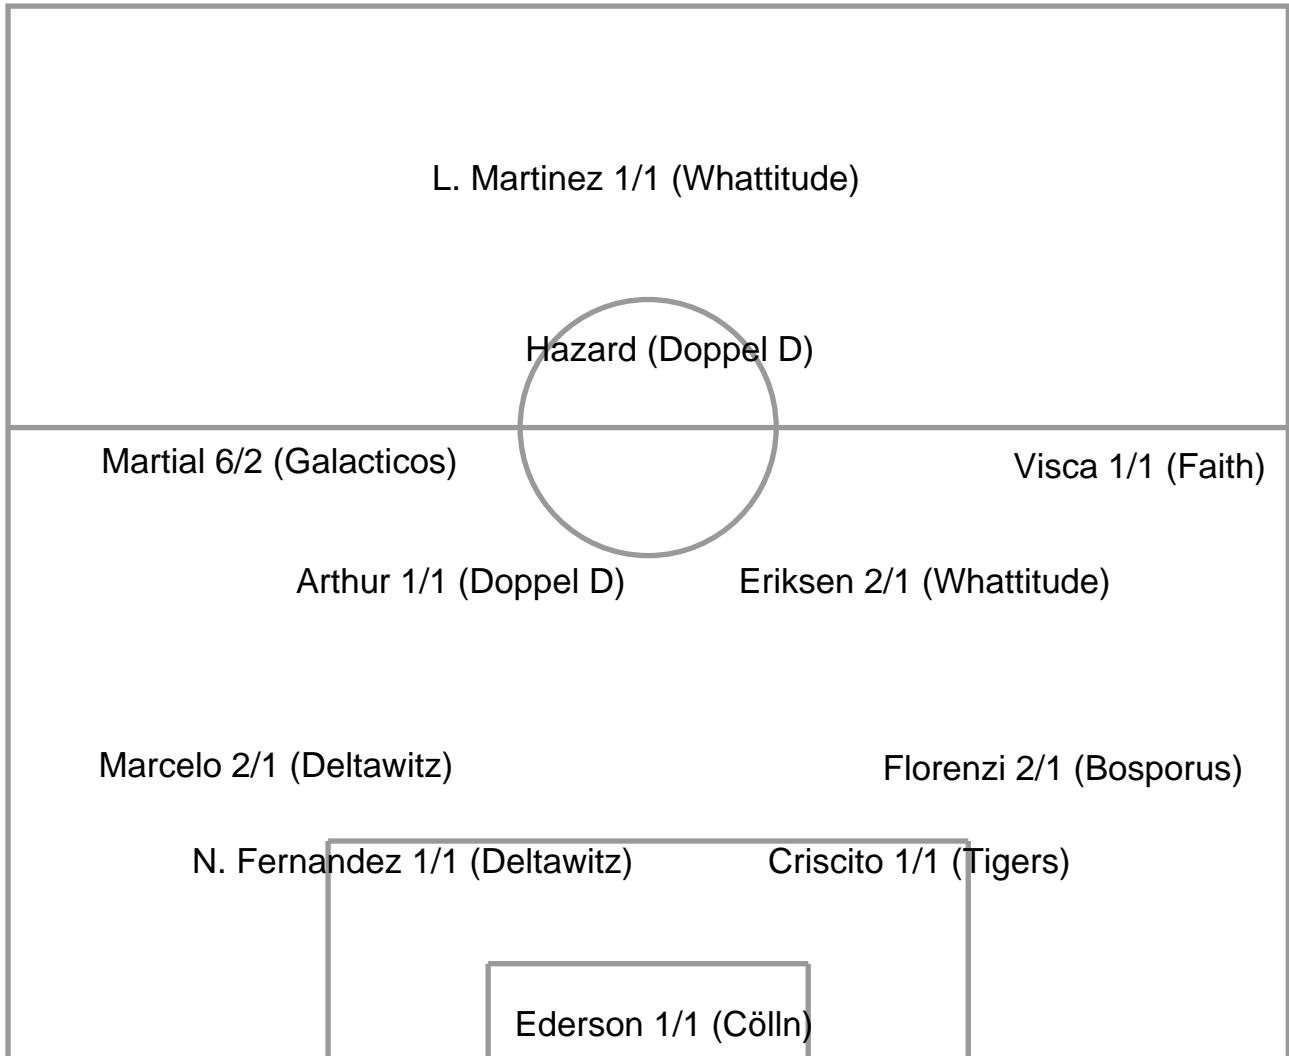 L. Martinez 1/1 (Whattitude)
Hazard (Doppel D)
Martial 6/2 (Galacticos)
Visca 1/1 (Faith)
Arthur 1/1 (Doppel D)
Eriksen 2/1 (Whattitude)
Marcelo 2/1 (Deltawitz)
Florenzi 2/1 (Bosporus)
N. Fernandez 1/1 (Deltawitz)
Criscito 1/1 (Tigers)
Ederson 1/1 (Cölln)